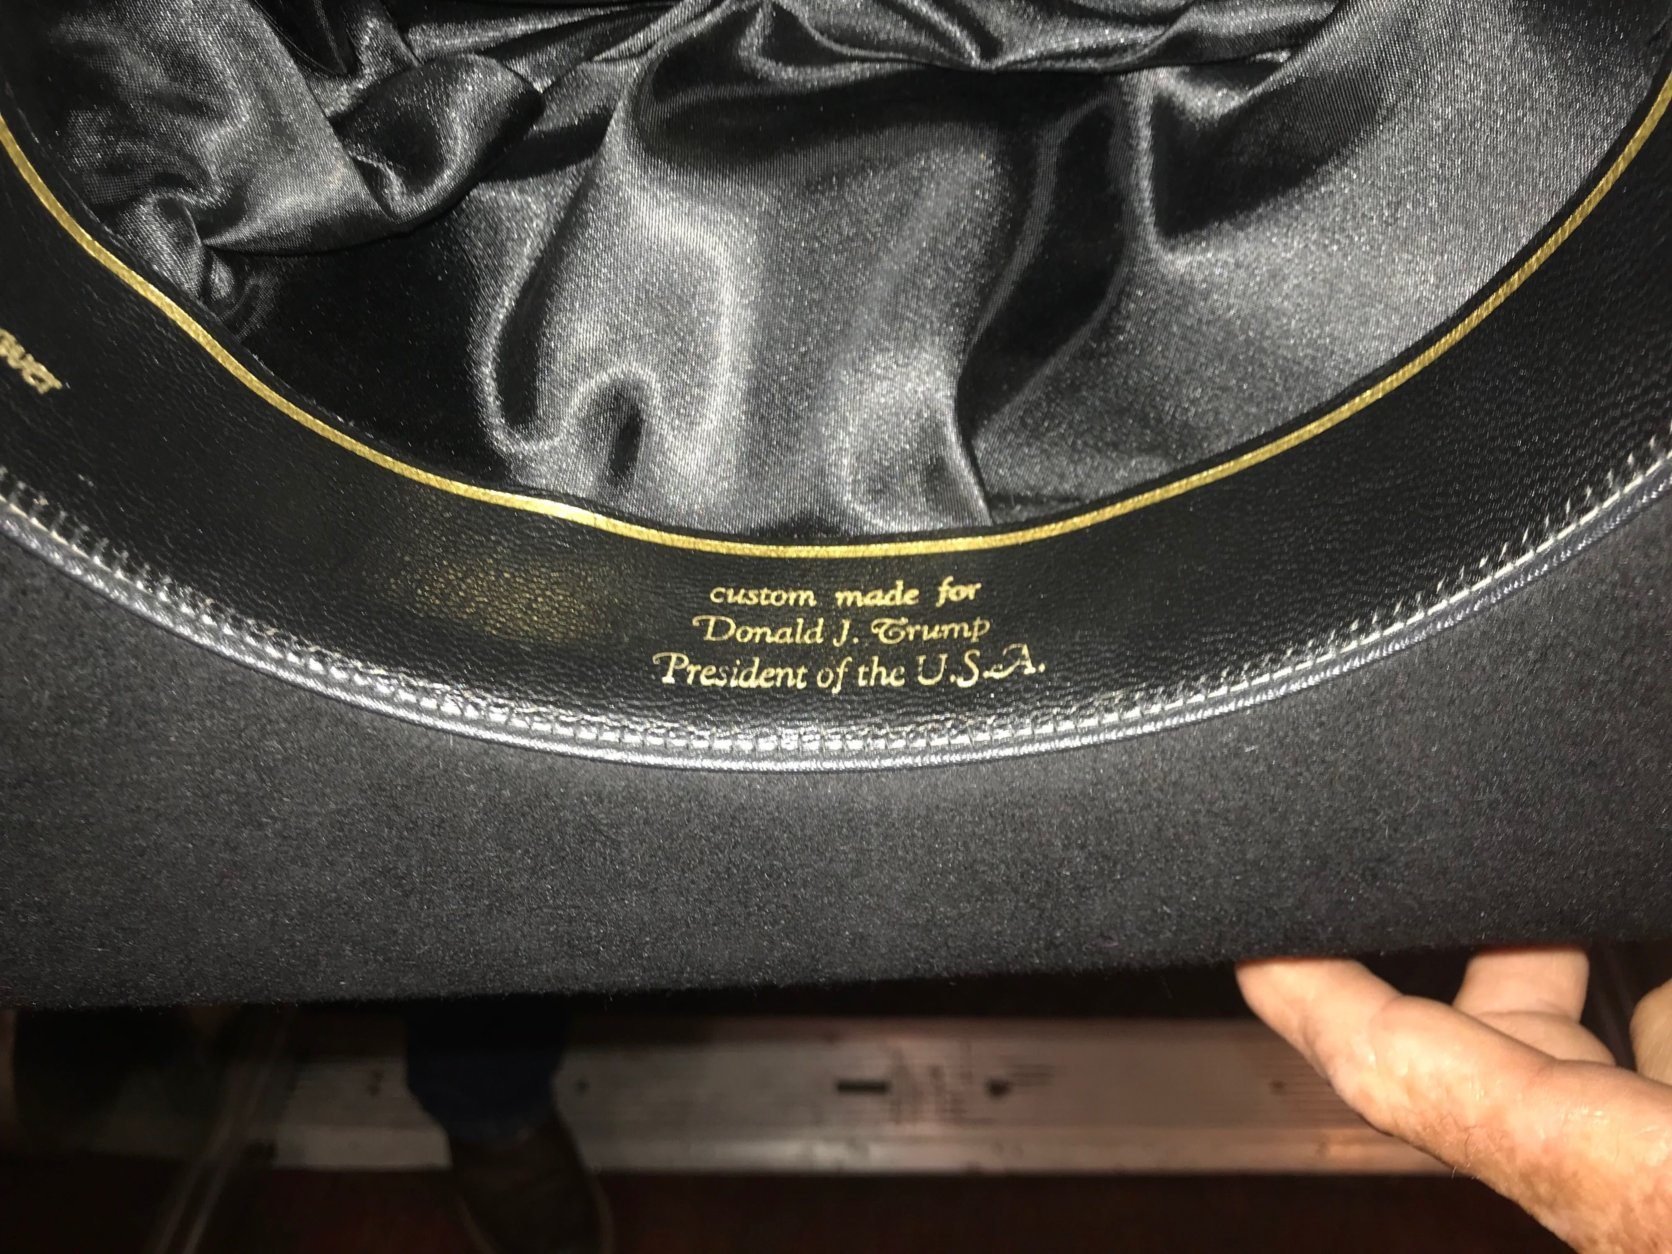 custom made for
Donald J. Trump
President of the U.S.A.